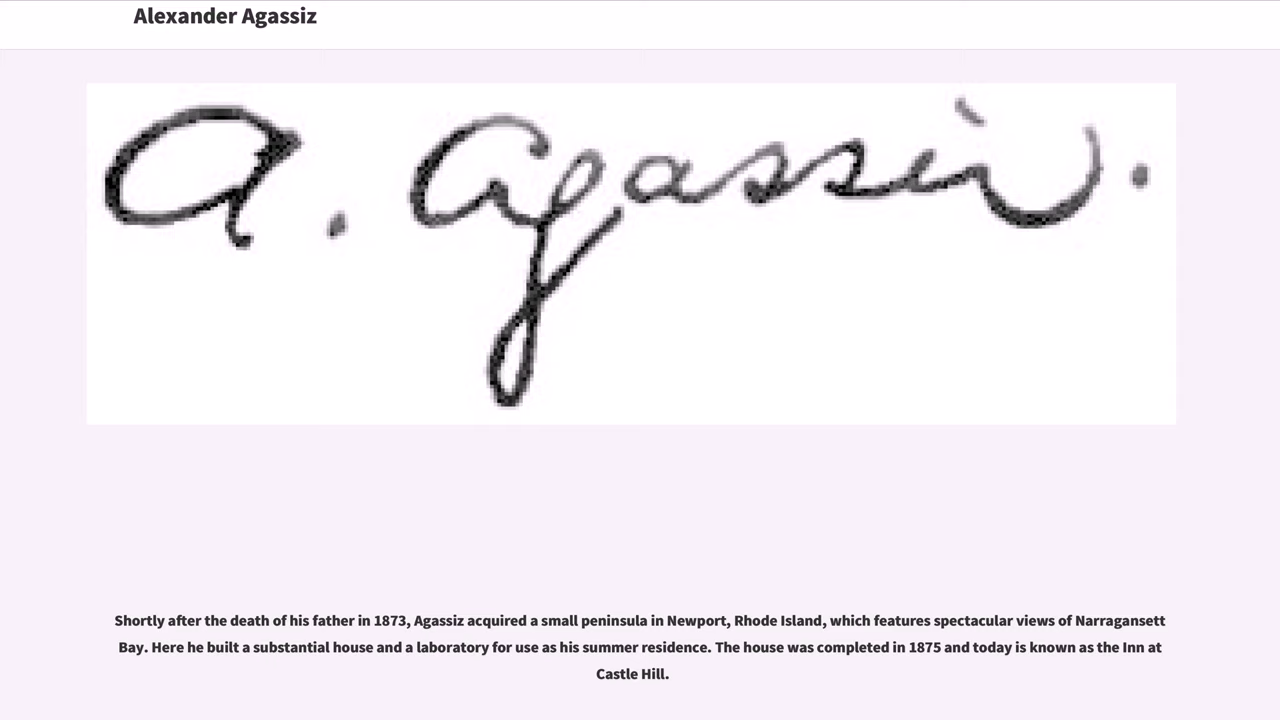 Alexander Agassiz
A. Agassiz.
Shortly after the death of his father in 1873, Agassiz acquired a small peninsula in Newport, Rhode Island, which features spectacular views of Narragansett
Bay. Here he built a substantial house and a laboratory for use as his summer residence. The house was completed in 1875 and today is known as the Inn at
Castle Hill.